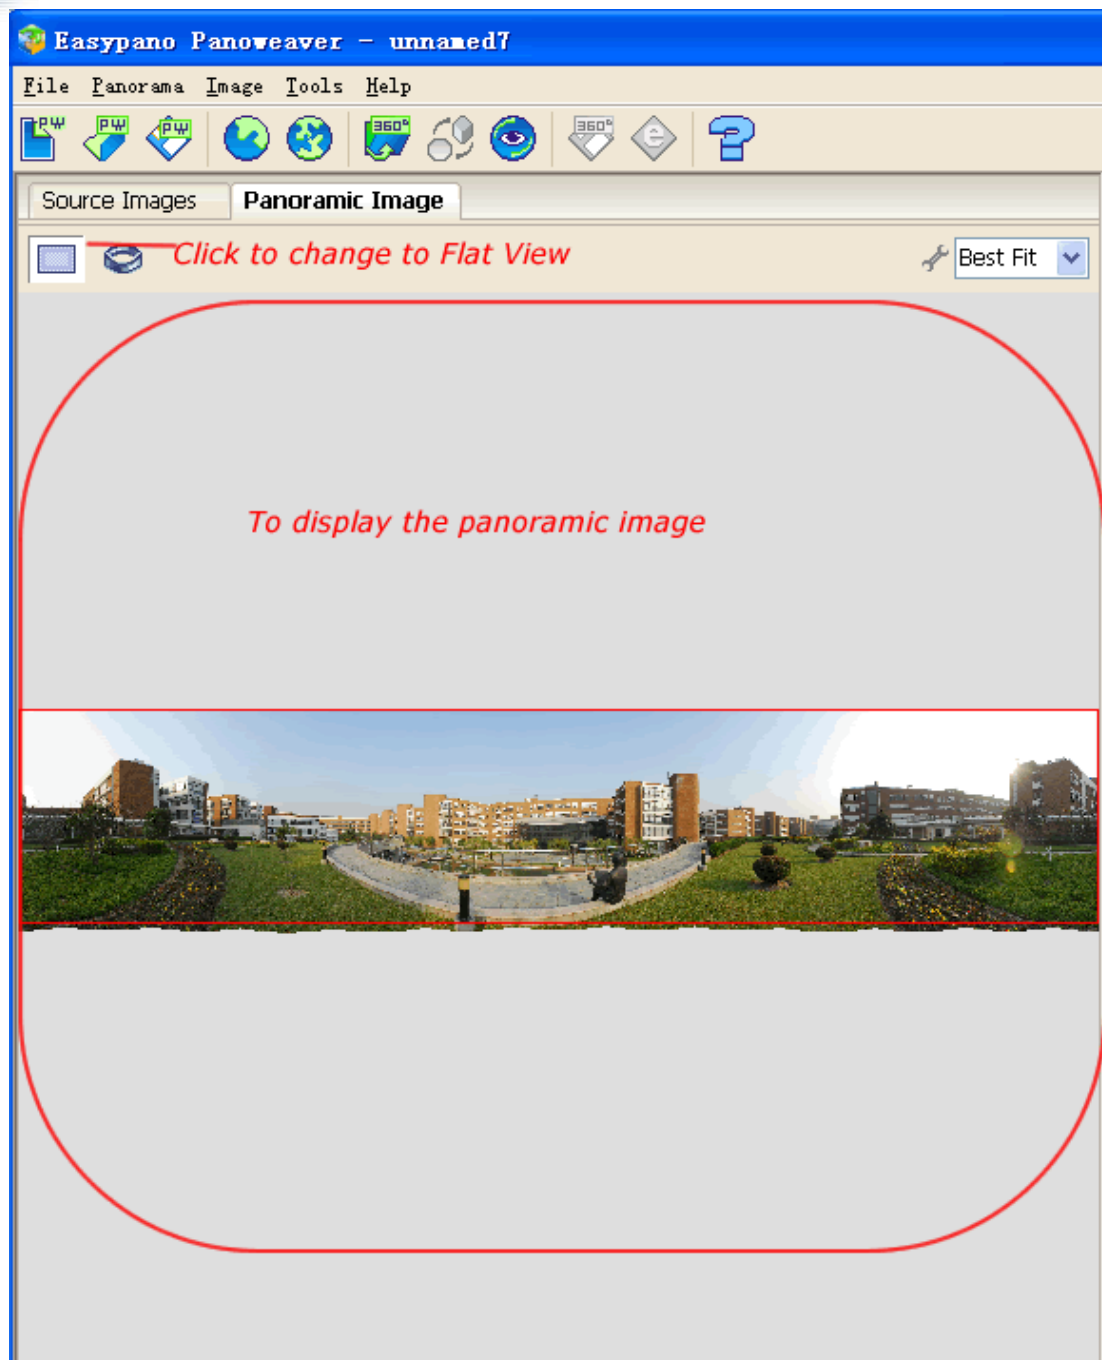 Easypano Panoweaver - unnamed7
File Panorama Image Tools Help
PW PW PW 360° 360° e ?
Source Images Panoramic Image
Click to change to Flat View Best Fit
To display the panoramic image